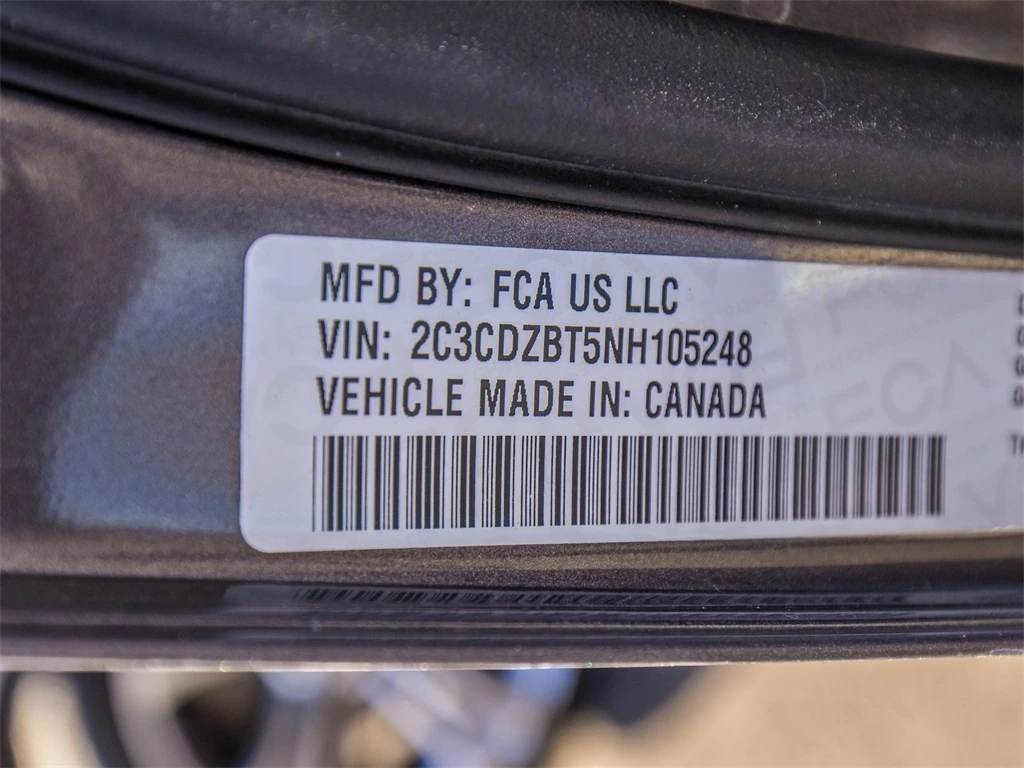 MFD BY: FCA US LLC
VIN: 2C3CDZBT5NH105248
VEHICLE MADE IN: CANADA